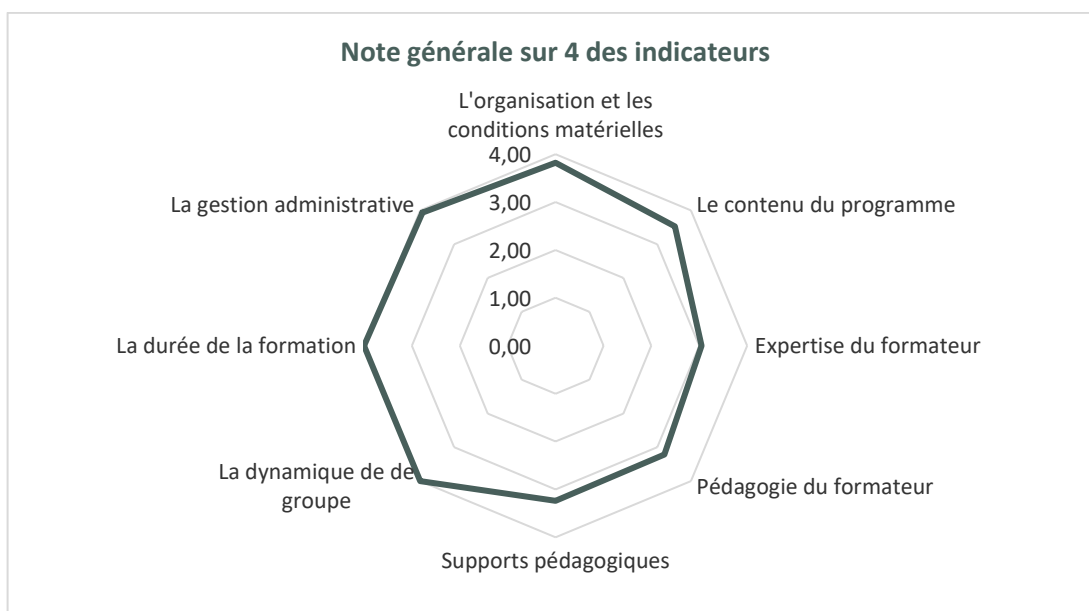 Note générale sur 4 des indicateurs
L'organisation et les
conditions matérielles
4,00
La gestion administrative
Le contenu du programme
3,00
2,00
1,00
La durée de la formation
0,00
Expertise du formateur
La dynamique de de
groupe
Pédagogie du formateur
Supports pédagogiques